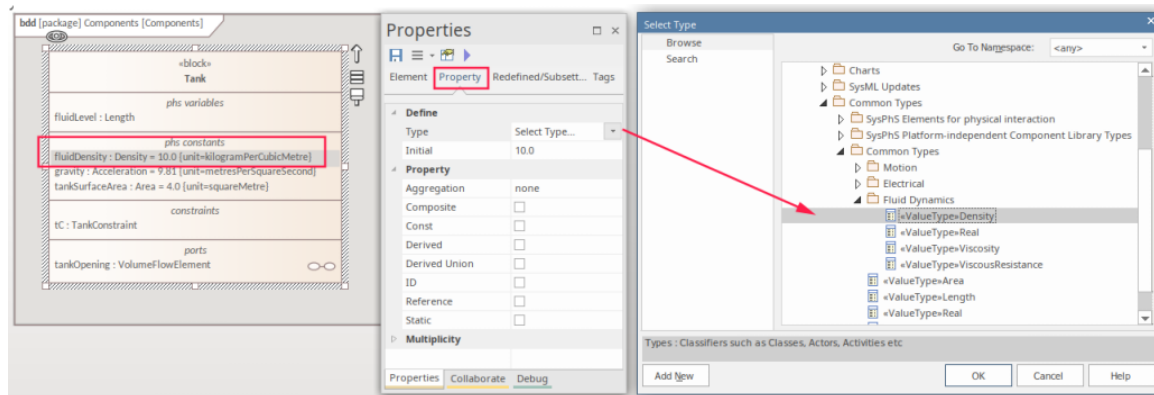 bdd [package] Components [Components]
«block»
Tank
phs variables
fluidLevel : Length
phs constants
fluidDensity : Density = 10.0 {unit=kilogramPerCubicMetre}
gravity : Acceleration = 9.81 {unit=metresPerSquareSecond}
tankSurfaceArea : Area = 4.0 {unit=squareMetre}
constraints
tC : TankConstraint
ports
tankOpening : VolumeFlowElement
Properties
Element Property Redefined/Subsett... Tags
Define
Type Select Type...
Initial 10.0
Property
Aggregation none
Composite
Const
Derived
Derived Union
ID
Reference
Static
Multiplicity
Properties Collaborate Debug
Select Type
Browse
Search
Go To Namespace: <any>
Charts
SysML Updates
Common Types
SysPhS Elements for physical interaction
SysPhS Platform-independent Component Library Types
Common Types
Motion
Electrical
Fluid Dynamics
«ValueType»Density
«ValueType»Real
«ValueType»Viscosity
«ValueType»ViscousResistance
«ValueType»Area
«ValueType»Length
«ValueType»Real
Types : Classifiers such as Classes, Actors, Activities etc
Add New OK Cancel Help